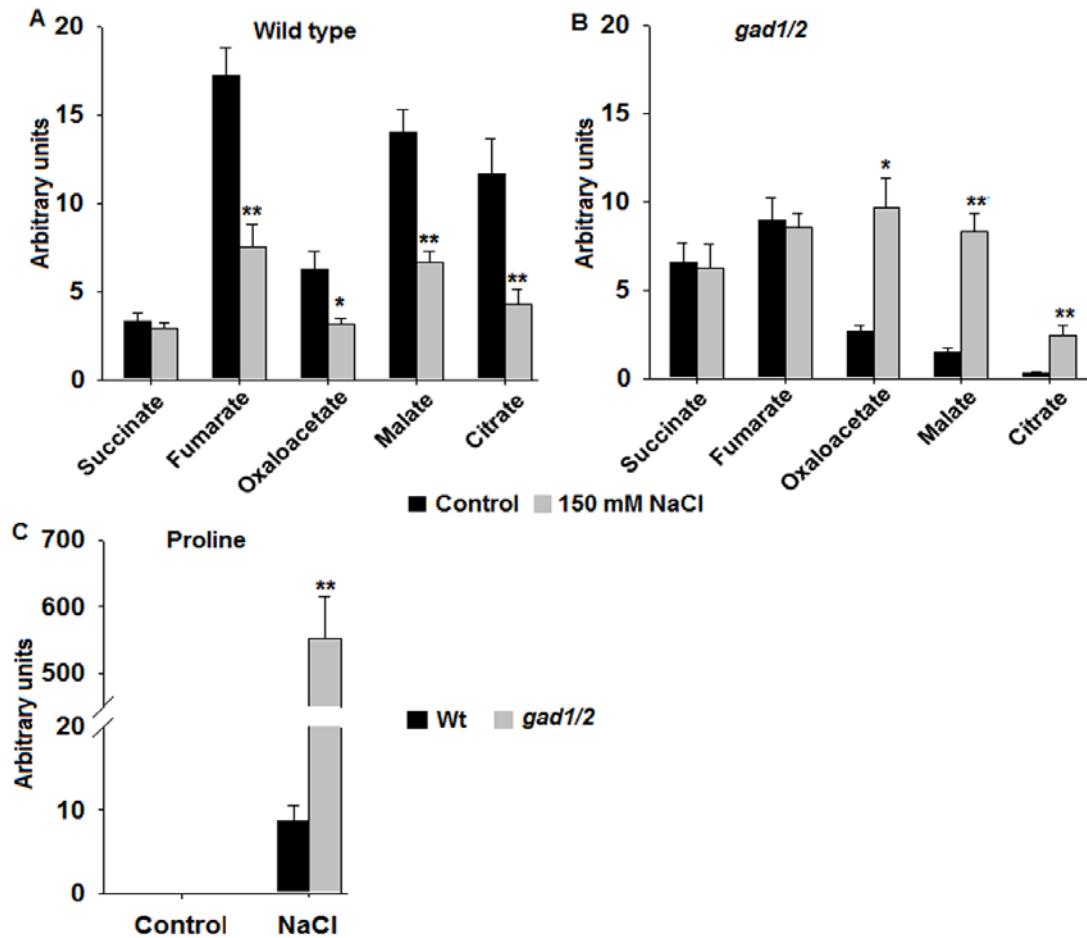 A
Wild type
20
15
10
5
0
Arbitrary units
**
*
**
**
Succinate
Fumarate
Oxaloacetate
Malate
Citrate
B
gad1/2
20
15
10
5
0
Arbitrary units
*
**
**
Succinate
Fumarate
Oxaloacetate
Malate
Citrate
Control 150 mM NaCl
C
Proline
700
600
500
20
10
0
Arbitrary units
**
Control NaCl
Wt gad1/2